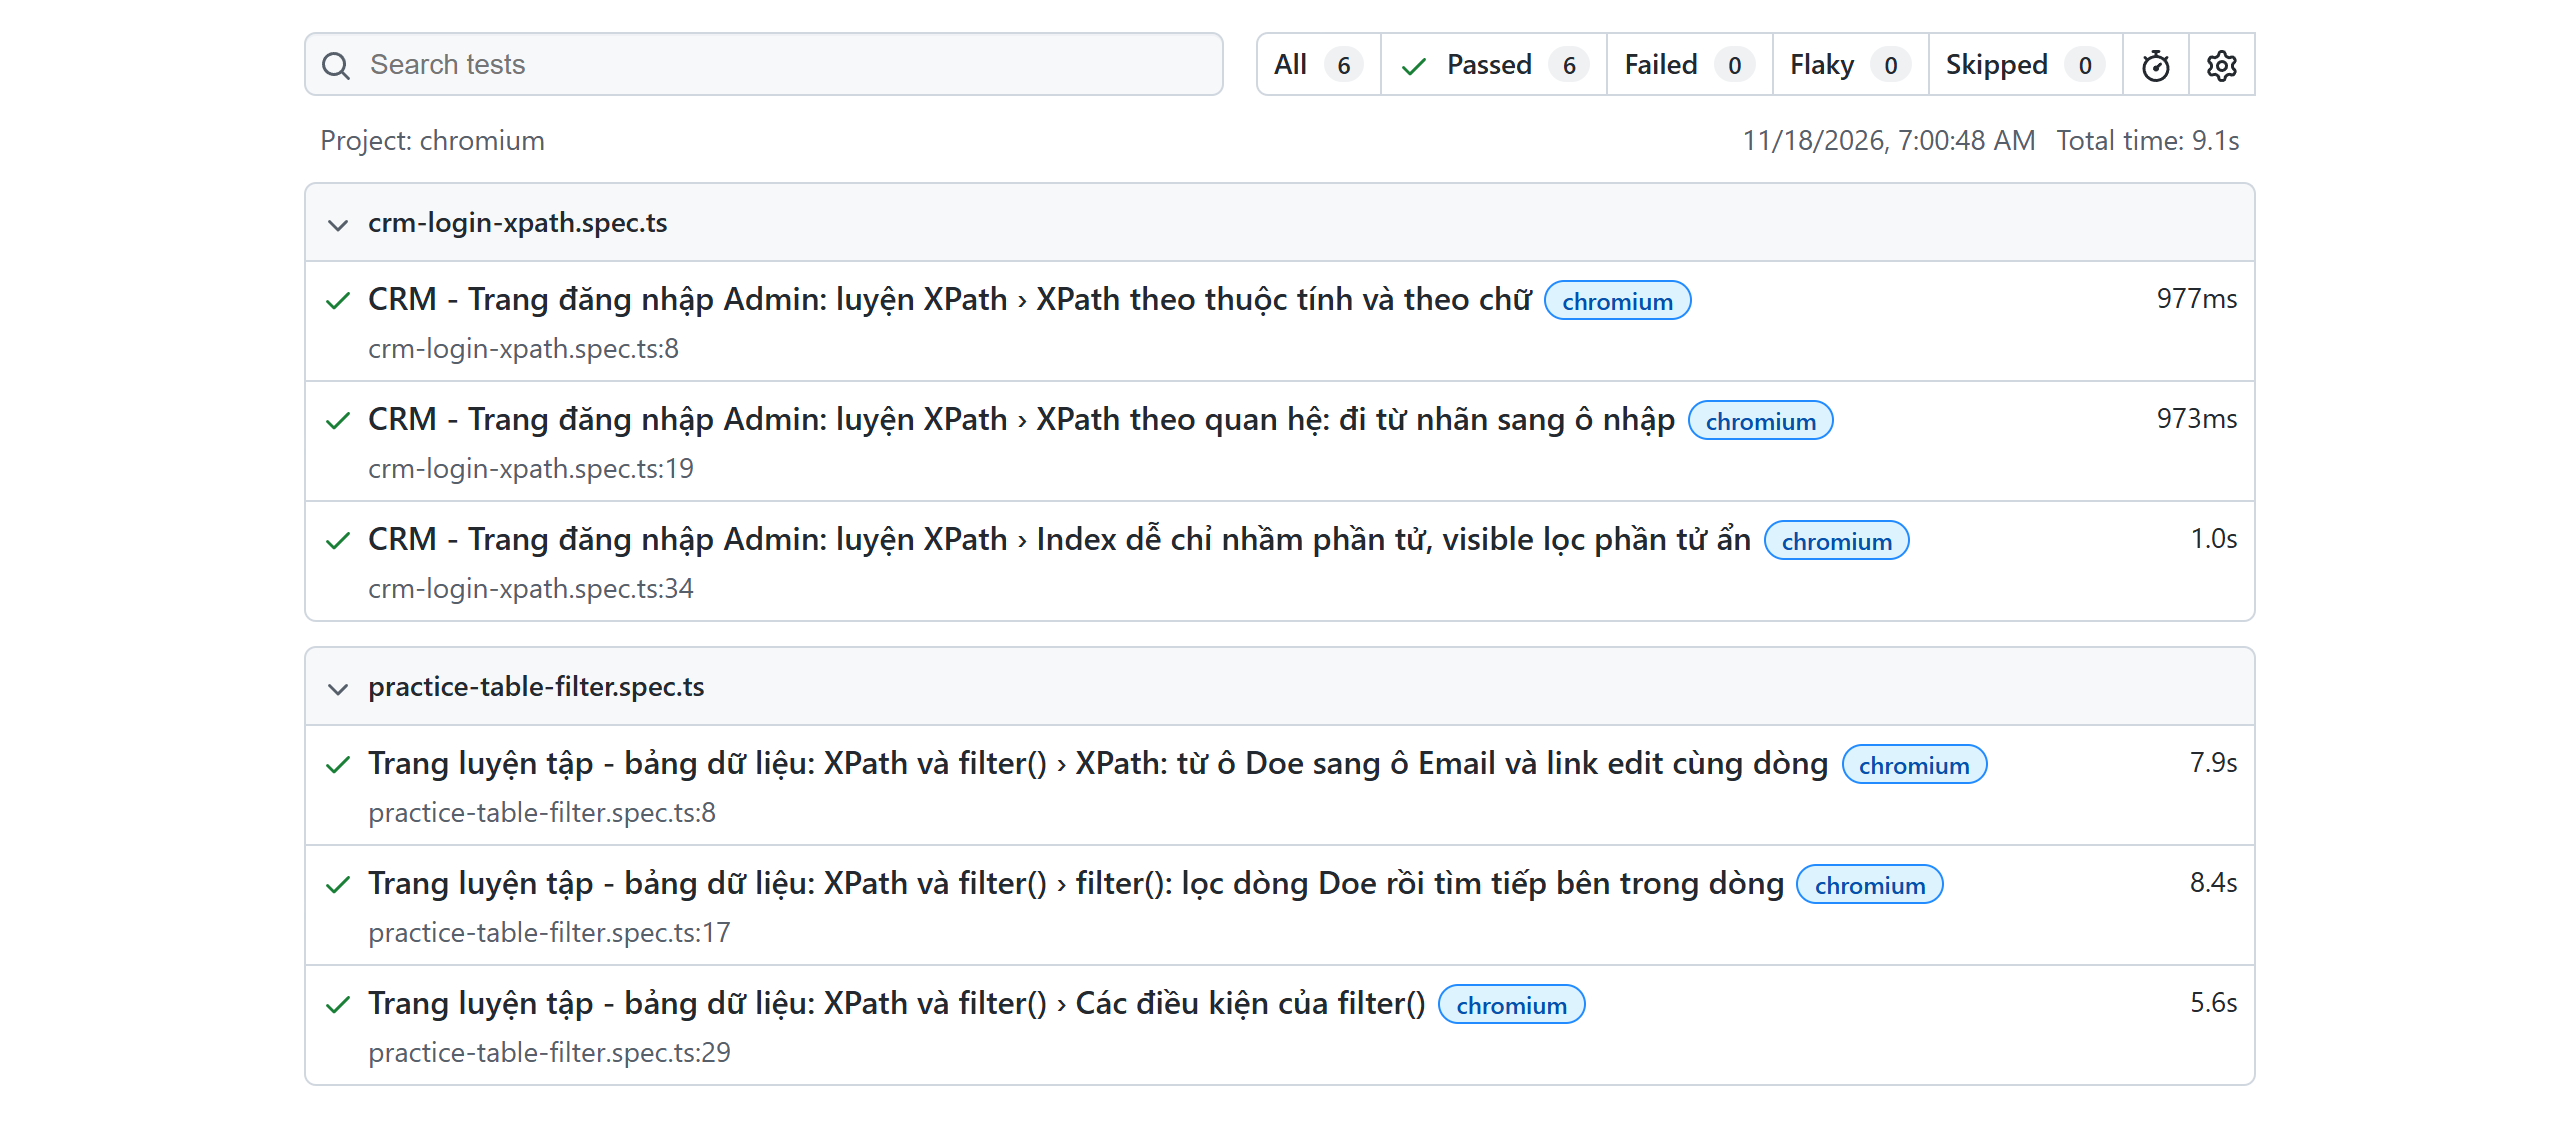 Search tests
All 6 Passed 6 Failed 0 Flaky 0 Skipped 0
Project: chromium 11/18/2026, 7:00:48 AM Total time: 9.1s
crm-login-xpath.spec.ts
CRM - Trang đăng nhập Admin: luyện XPath › XPath theo thuộc tính và theo chữ chromium 977ms
crm-login-xpath.spec.ts:8
CRM - Trang đăng nhập Admin: luyện XPath › XPath theo quan hệ: đi từ nhãn sang ô nhập chromium 973ms
crm-login-xpath.spec.ts:19
CRM - Trang đăng nhập Admin: luyện XPath › Index dễ chỉ nhầm phần tử, visible lọc phần tử ẩn chromium 1.0s
crm-login-xpath.spec.ts:34
practice-table-filter.spec.ts
Trang luyện tập - bảng dữ liệu: XPath và filter() › XPath: từ ô Doe sang ô Email và link edit cùng dòng chromium 7.9s
practice-table-filter.spec.ts:8
Trang luyện tập - bảng dữ liệu: XPath và filter() › filter(): lọc dòng Doe rồi tìm tiếp bên trong dòng chromium 8.4s
practice-table-filter.spec.ts:17
Trang luyện tập - bảng dữ liệu: XPath và filter() › Các điều kiện của filter() chromium 5.6s
practice-table-filter.spec.ts:29